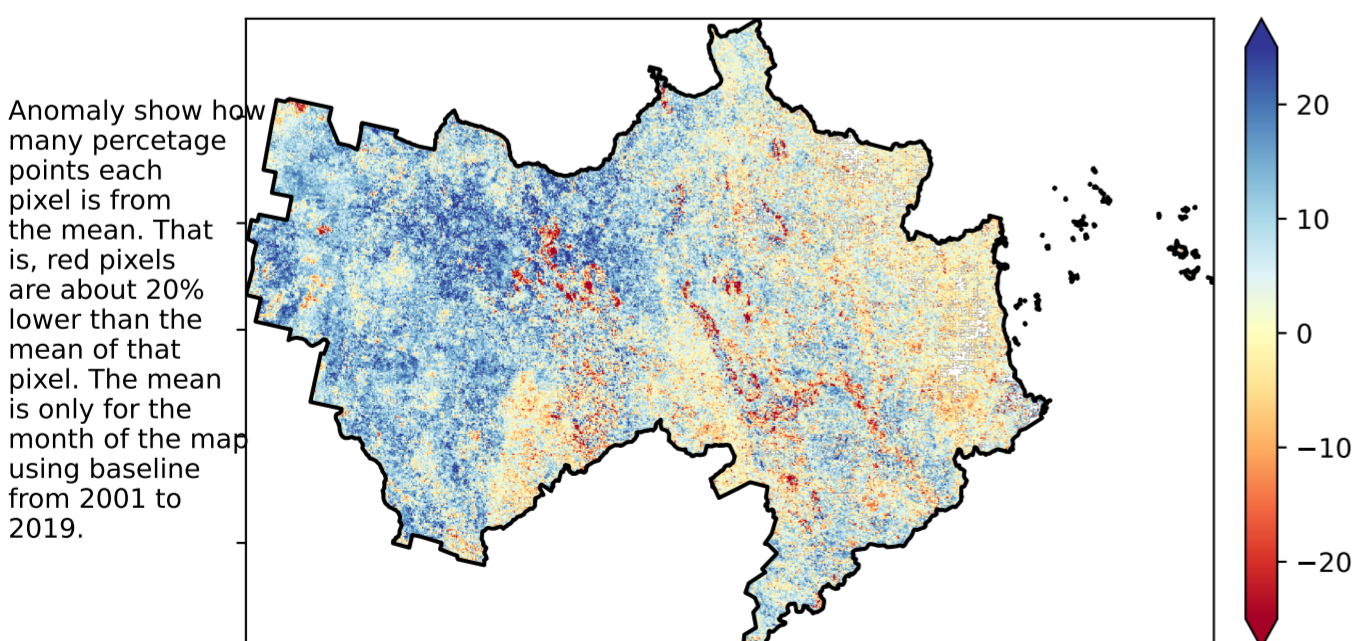 Anomaly show how
many percetage
points each
pixel is from
the mean. That
is, red pixels
are about 20%
lower than the
mean of that
pixel. The mean
is only for the
month of the map
using baseline
from 2001 to
2019.
20
10
0
−10
−20